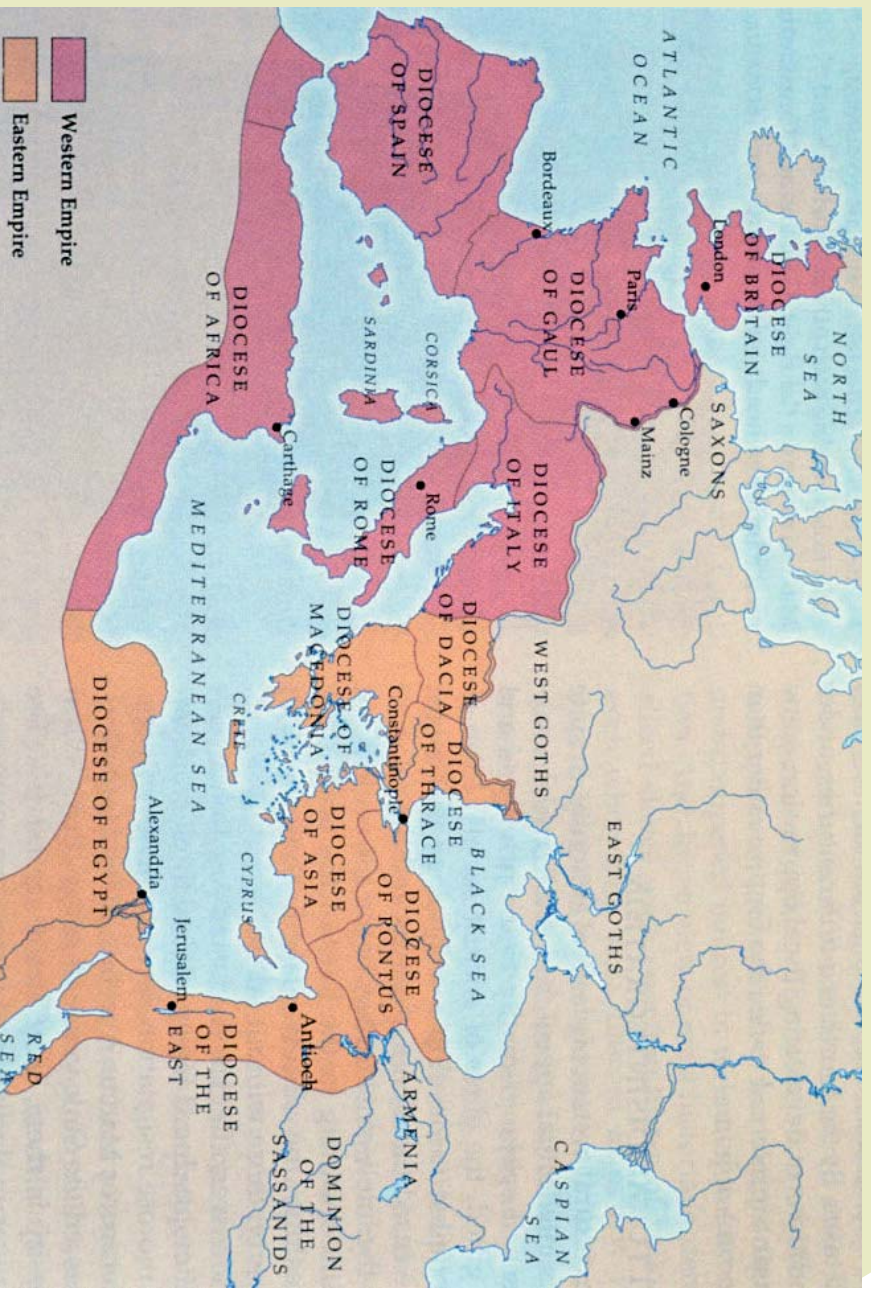 ATLANTIC
OCEAN
NORTH
SEA
DIOCESE
OF BRITAIN
London
SAXONS
Cologne
Mainz
Paris
DIOCESE
OF GAUL
Bordeaux
DIOCESE
OF SPAIN
DIOCESE
OF ITALY
CORSICA
SARDINIA
Rome
DIOCESE
OF ROME
DIOCESE
OF AFRICA
Carthage
MEDITERRANEAN SEA
WEST GOTHS
EAST GOTHS
DIOCESE
OF DACIA
DIOCESE
OF THRACE
DIOCESE OF
MACEDONIA
Constantinople
BLACK SEA
CASPIAN
SEA
CRETE
DIOCESE
OF ASIA
DIOCESE
OF PONTUS
ARMENIA
CYPRUS
Antioch
DOMINION
OF THE
SASSANIDS
DIOCESE
OF THE
EAST
Jerusalem
Alexandria
DIOCESE OF EGYPT
RED
SEA
Western Empire
Eastern Empire